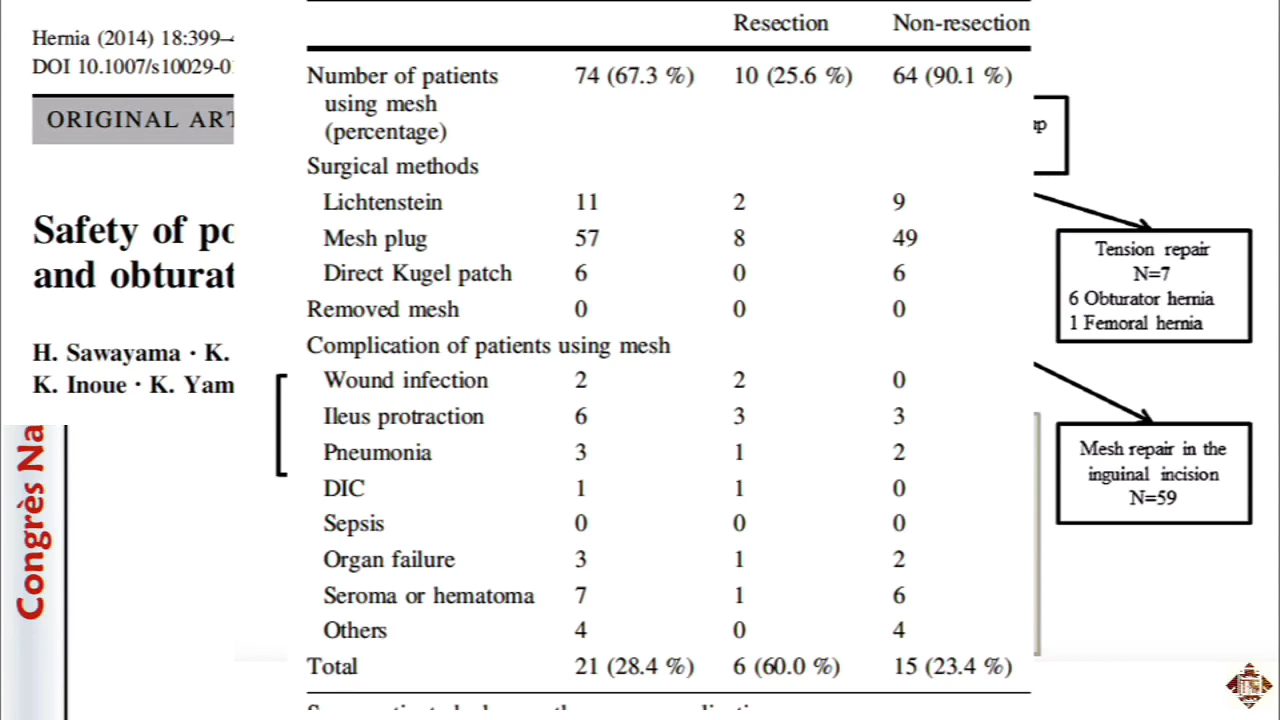 Hernia (2014) 18:399–
DOI 10.1007/s10029-0
ORIGINAL ART
Safety of po
and obturat
H. Sawayama · K.
K. Inoue · K. Yam
Congrès Na
Resection Non-resection
Number of patients 74 (67.3 %) 10 (25.6 %) 64 (90.1 %)
using mesh
(percentage)
Surgical methods
Lichtenstein 11 2 9
Mesh plug 57 8 49
Direct Kugel patch 6 0 6
Removed mesh 0 0 0
Complication of patients using mesh
Wound infection 2 2 0
Ileus protraction 6 3 3
Pneumonia 3 1 2
DIC 1 1 0
Sepsis 0 0 0
Organ failure 3 1 2
Seroma or hematoma 7 1 6
Others 4 0 4
Total 21 (28.4 %) 6 (60.0 %) 15 (23.4 %)
Tension repair
N=7
6 Obturator hernia
1 Femoral hernia
Mesh repair in the
inguinal incision
N=59